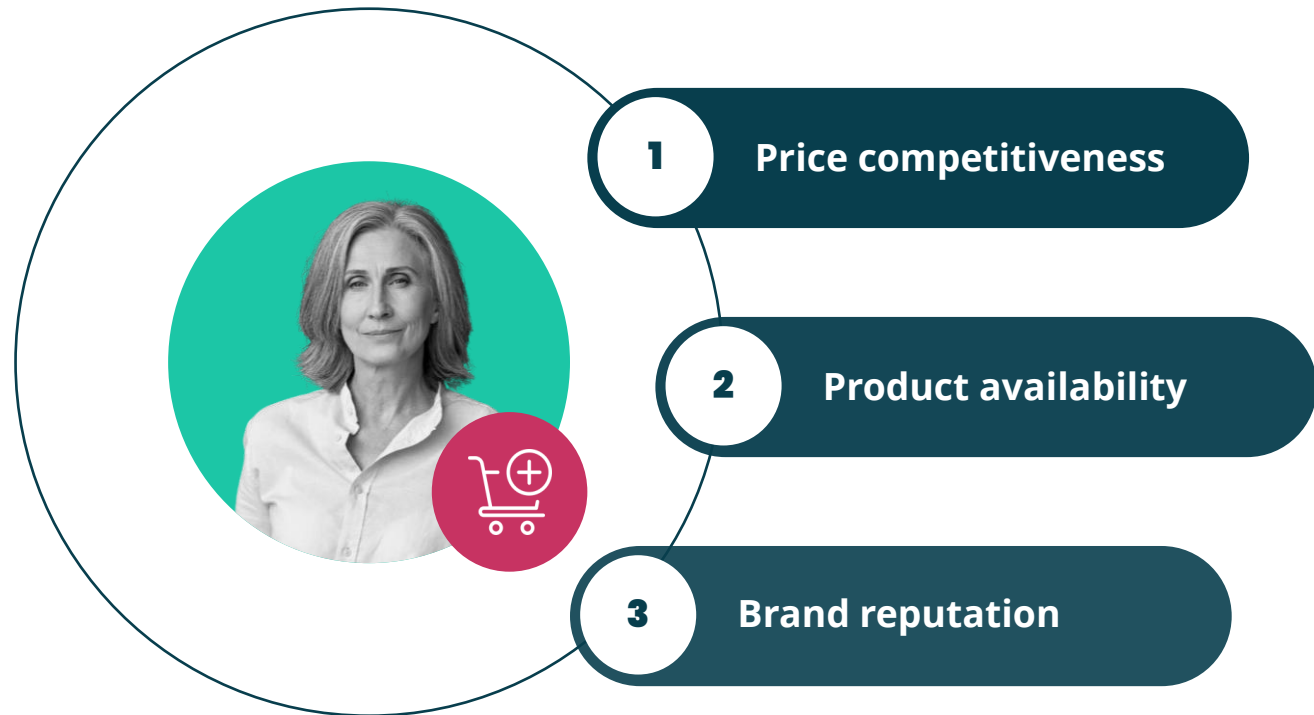 1 Price competitiveness
2 Product availability
3 Brand reputation